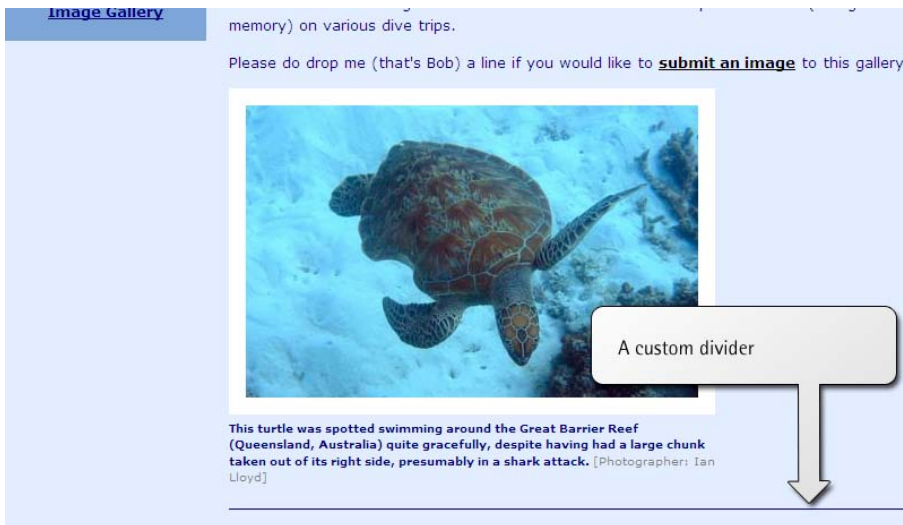 Image Gallery
memory) on various dive trips.
Please do drop me (that's Bob) a line if you would like to submit an image to this gallery
A custom divider
This turtle was spotted swimming around the Great Barrier Reef
(Queensland, Australia) quite gracefully, despite having had a large chunk
taken out of its right side, presumably in a shark attack. [Photographer: Ian
Lloyd]